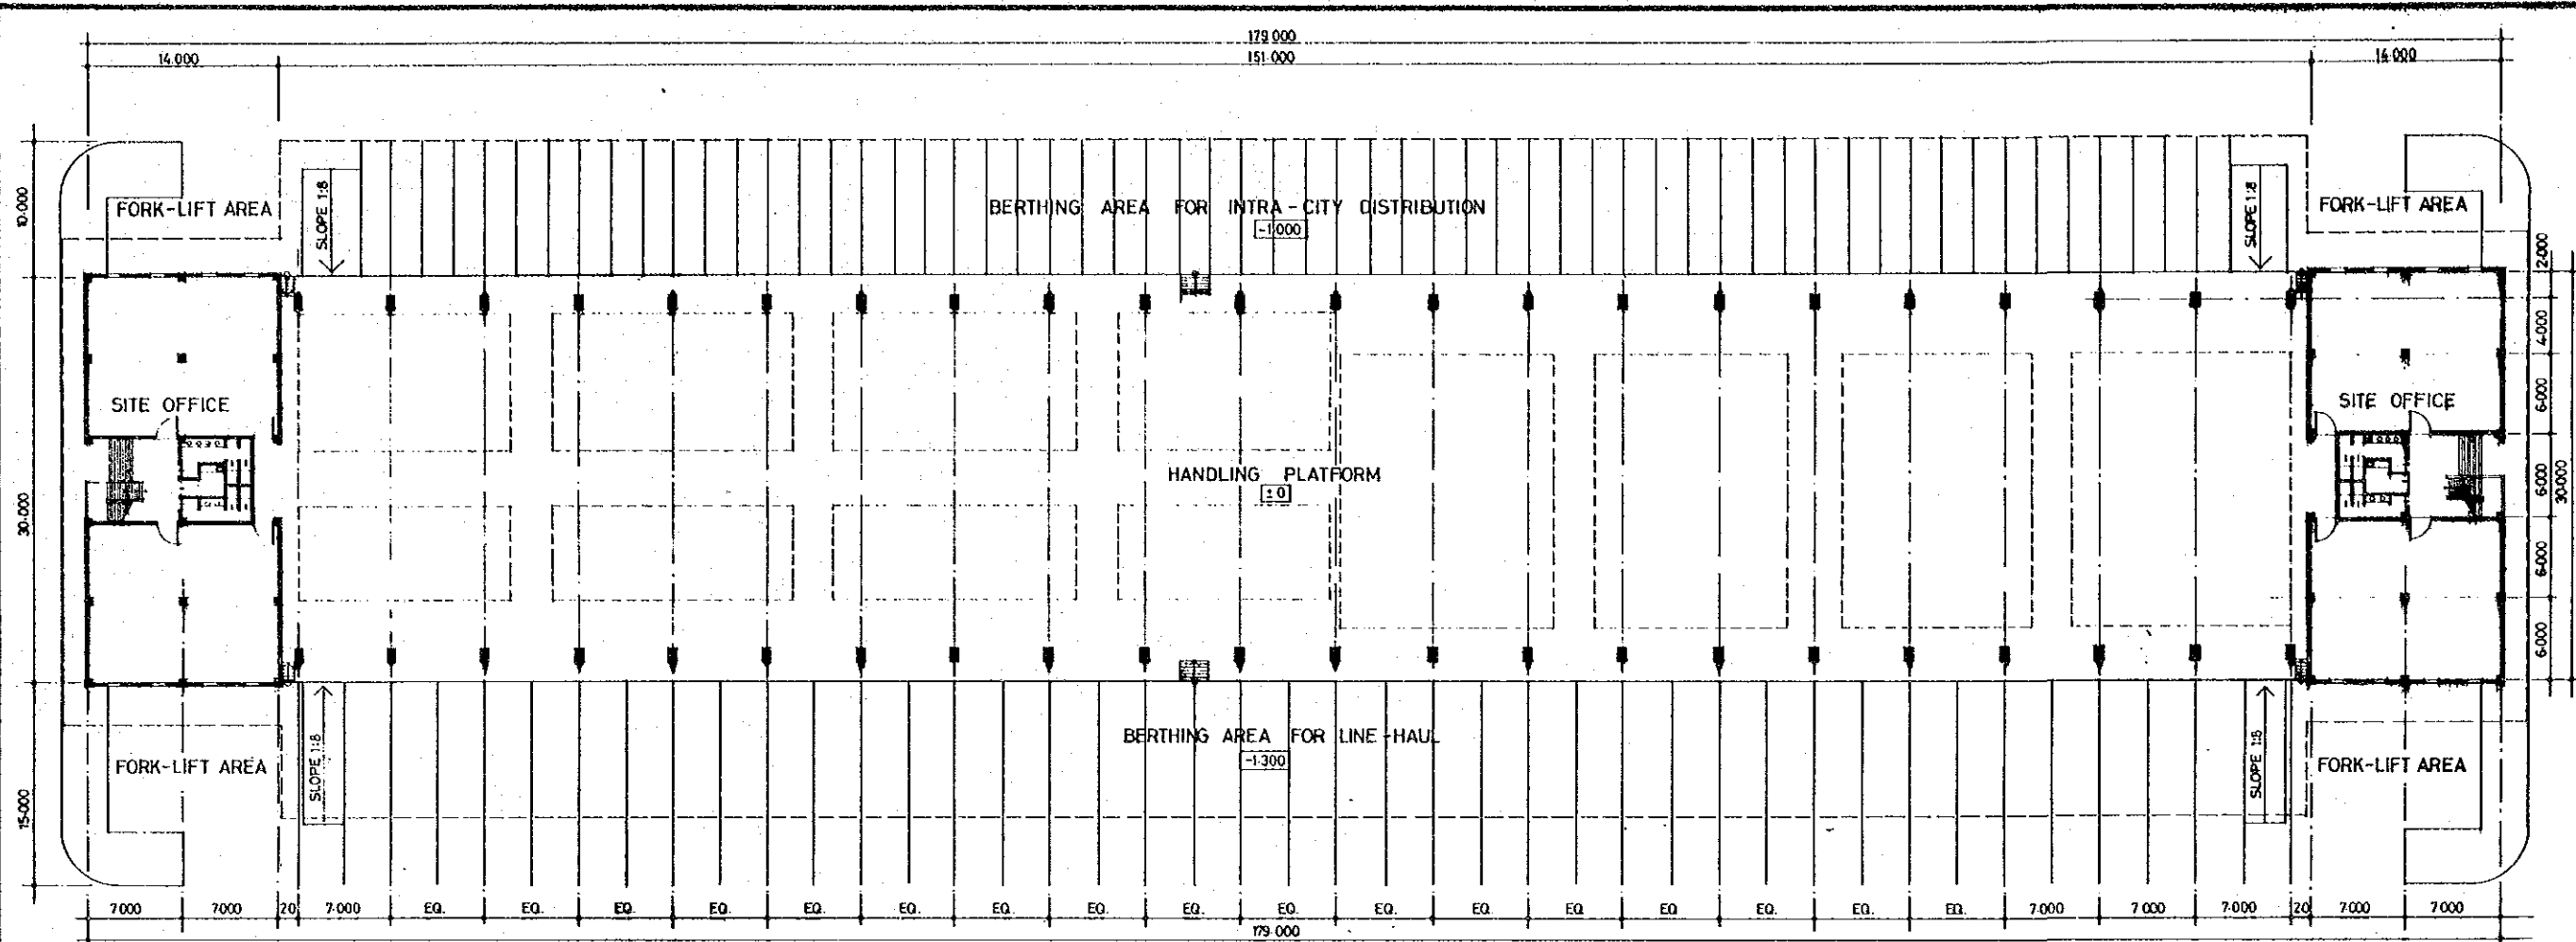 179 000
14.000
151·000
14·000
10·000
SLOPE 1:8
FORK-LIFT AREA
BERTHING AREA FOR INTRA-CITY DISTRIBUTION
-1·000
SLOPE 1:8
FORK-LIFT AREA
2·000
4·000
SITE OFFICE
SITE OFFICE
6·000
HANDLING PLATFORM
±0
30·000
6·000
30·000
6·000
6·000
BERTHING AREA FOR LINE-HAUL
-1·300
SLOPE 1:8
FORK-LIFT AREA
SLOPE 1:8
FORK-LIFT AREA
15·000
7·000 7·000 20 7·000 EQ. EQ. EQ. EQ. EQ. EQ. EQ. EQ. EQ. EQ. EQ. EQ. EQ EQ EQ. EQ. EQ. 7·000 7·000 7·000 20 7·000 7·000
179·000